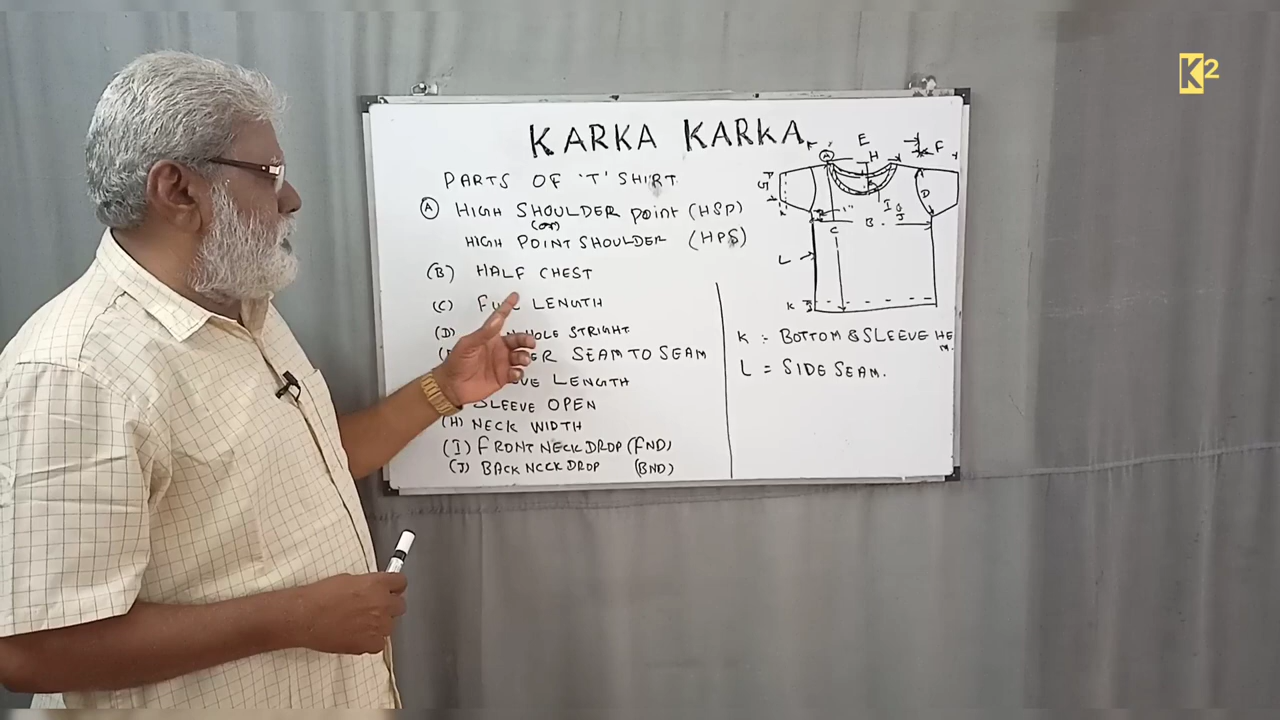 K2
KARKA KARKA
PARTS OF 'T' SHIRT
(A) HIGH SHOULDER POINT (HSP)
(OR)
HIGH POINT SHOULDER (HPS)
(B) HALF CHEST
(C) LENGTH
(D) HOLE STRIGHT
SEAM TO SEAM
LENGTH
SLEEVE OPEN
(H) NECK WIDTH
(I) FRONT NECK DROP (FND)
(J) BACK NECK DROP (BND)
E
A
H
F
G
D
I
J
1"
B
C
L
K
K : BOTTOM & SLEEVE HE
M.
L = SIDE SEAM.